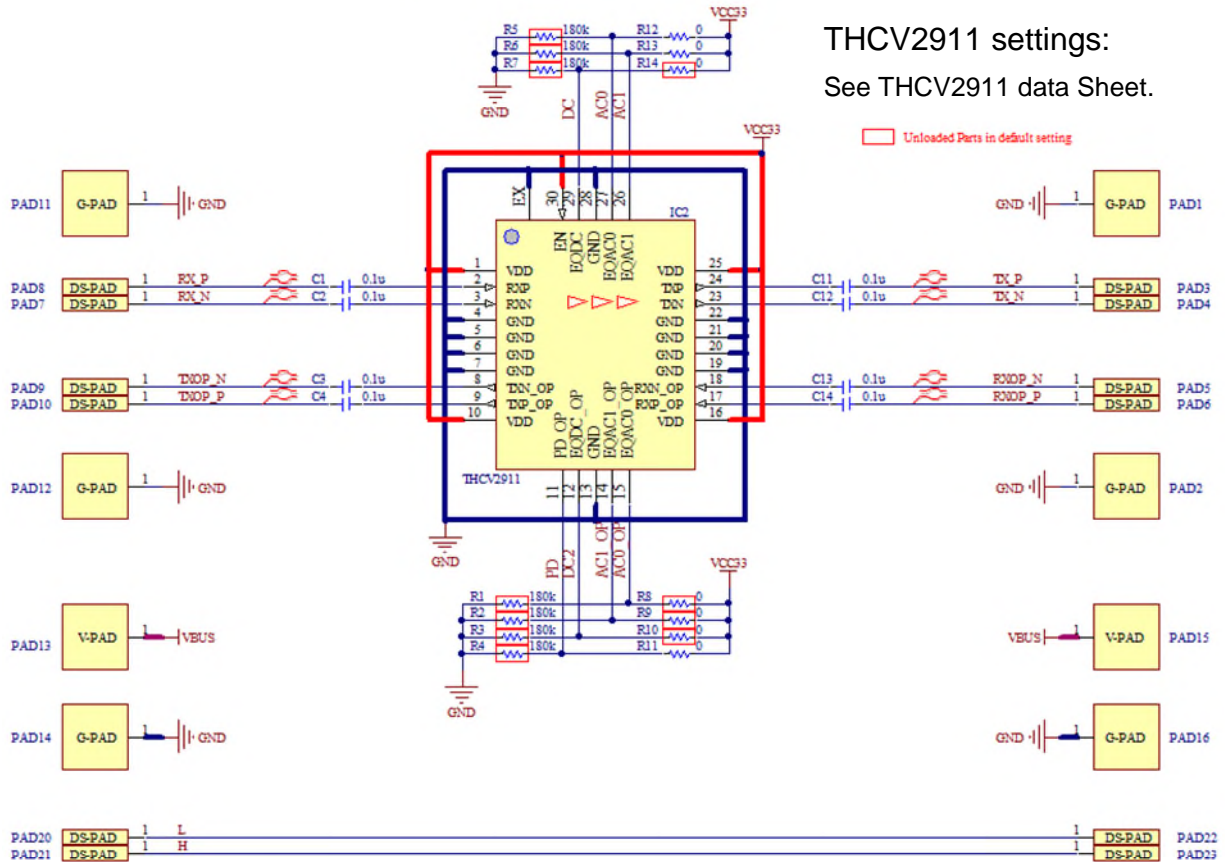 THCV2911 settings:
See THCV2911 data Sheet.
Unloaded Parts in default setting
VCC33
R5 180k R12 0
R6 180k R13 0
R7 180k R14 0
GND
DC
AC0
AC1
VCC33
EX
30
29
28
27
26
IC2
EN
EQDC
GND
EQAC0
EQAC1
PAD11 G-PAD 1 GND
GND 1 G-PAD PAD1
PAD8 DS-PAD 1 RX_P C1 0.1u
PAD7 DS-PAD 1 RX_N C2 0.1u
PAD9 DS-PAD 1 TXOP_N C3 0.1u
PAD10 DS-PAD 1 TXOP_P C4 0.1u
1 VDD
2 RXP
3 RXN
4 GND
5 GND
6 GND
7 GND
8 TXN_OP
9 TXP_OP
10 VDD
VDD 25
TXP 24
TXN 23
GND 22
GND 21
GND 20
GND 19
RXN_OP 18
RXP_OP 17
VDD 16
C11 0.1u TX_P 1 DS-PAD PAD3
C12 0.1u TX_N 1 DS-PAD PAD4
C13 0.1u RXOP_N 1 DS-PAD PAD5
C14 0.1u RXOP_P 1 DS-PAD PAD6
PD_OP
EQDC_OP
GND
EQAC1_OP
EQAC0_OP
THCV2911
11
12
13
14
15
PAD12 G-PAD 1 GND
GND 1 G-PAD PAD2
GND
PD
DC2
AC1_OP
AC0_OP
VCC33
R1 180k R8 0
R2 180k R9 0
R3 180k R10 0
R4 180k R11 0
GND
PAD13 V-PAD 1 VBUS
VBUS 1 V-PAD PAD15
PAD14 G-PAD 1 GND
GND 1 G-PAD PAD16
PAD20 DS-PAD 1 L 1 DS-PAD PAD22
PAD21 DS-PAD 1 H 1 DS-PAD PAD23